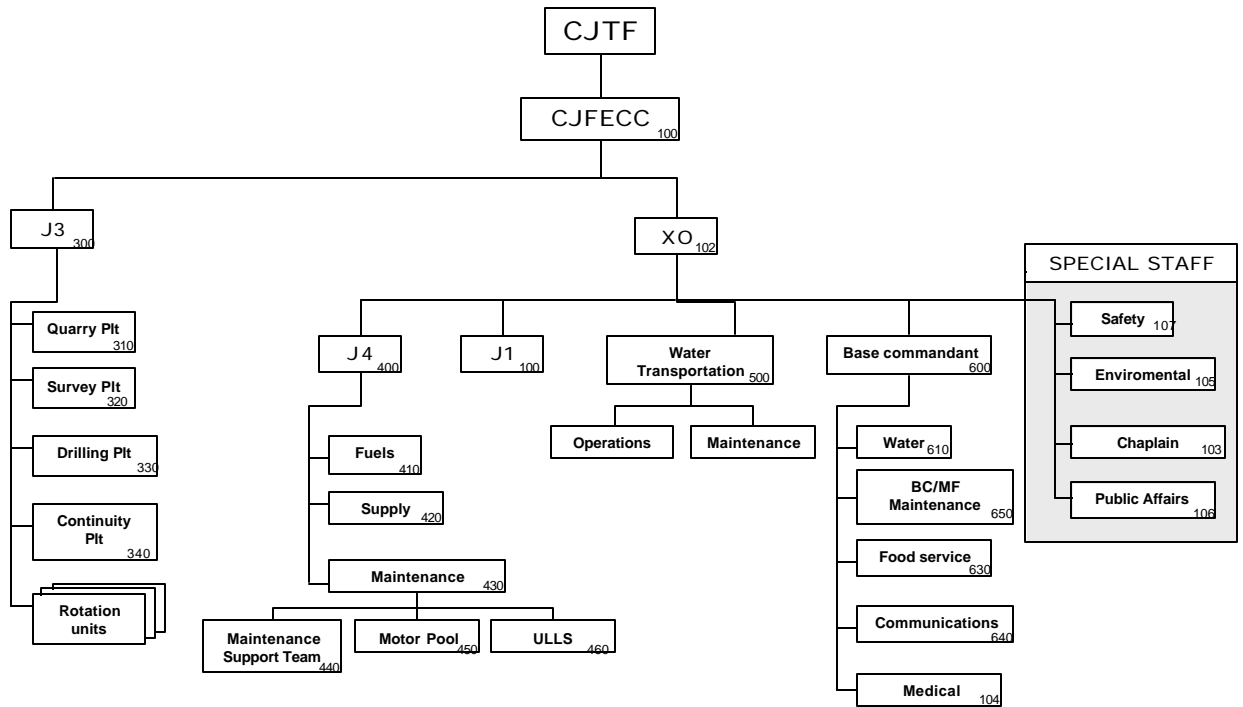 CJTF
CJFECC 100
J3 300
XO 102
SPECIAL STAFF
Quarry Plt 310
Survey Plt 320
Drilling Plt 330
Continuity
Plt 340
Rotation
units
J4 400
J1 100
Water
Transportation 500
Base commandant 600
Safety 107
Enviromental 105
Chaplain 103
Public Affairs 106
Fuels 410
Supply 420
Maintenance 430
Maintenance
Support Team 440
Motor Pool 450
ULLS 460
Operations
Maintenance
Water 610
BC/MF
Maintenance 650
Food service 630
Communications 640
Medical 104